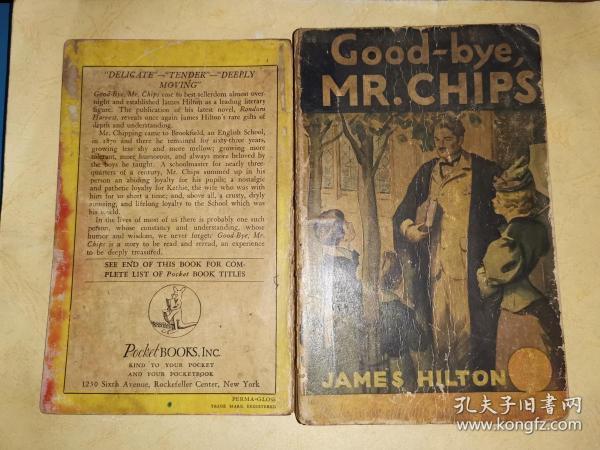 "DELICATE"—"TENDER"—"DEEPLY
MOVING"
Good-Bye, Mr. Chips rose to best sellerdom almost over-
night and established James Hilton as a leading literary
figure. The publication of his latest novel, Random
Harvest, reveals once again James Hilton's rare gifts of
depth and understanding.
Mr. Chipping came to Brookfield, an English School,
in 1870 and there he remained for sixty-three years,
growing less shy and more mellow; growing more
tolerant, more humorous, and always more beloved by
the boys he taught. A schoolmaster for nearly three-
quarters of a century, Mr. Chips summed up in his
person an abiding loyalty for his pupils; a nostalgic
and pathetic loyalty for Kathie, the wife who was with
him for so short a time; and, above all, a crusty, dryly
amusing, and lifelong loyalty to the School which was
his world.
In the lives of most of us there is probably one such
person, whose constancy and understanding, whose
humor and wisdom, we never forget. Good-Bye, Mr.
Chips is a story to be read and reread, an experience
to be deeply treasured.
SEE END OF THIS BOOK FOR COM-
PLETE LIST OF Pocket BOOK TITLES
Pocket BOOKS, INC.
KIND TO YOUR POCKET
AND YOUR POCKETBOOK
1230 Sixth Avenue, Rockefeller Center, New York
PERMA-GLOSS
TRADE MARK REGISTERED
Good-bye,
MR. CHIPS
JAMES HILTON
孔夫子旧书网
www.kongfz.com